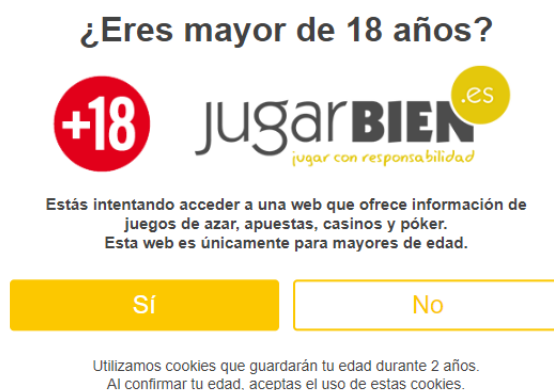 ¿Eres mayor de 18 años?
+18
jugarBIEN
.es
jugar con responsabilidad
Estás intentando acceder a una web que ofrece información de
juegos de azar, apuestas, casinos y póker.
Esta web es únicamente para mayores de edad.
Sí
No
Utilizamos cookies que guardarán tu edad durante 2 años.
Al confirmar tu edad, aceptas el uso de estas cookies.